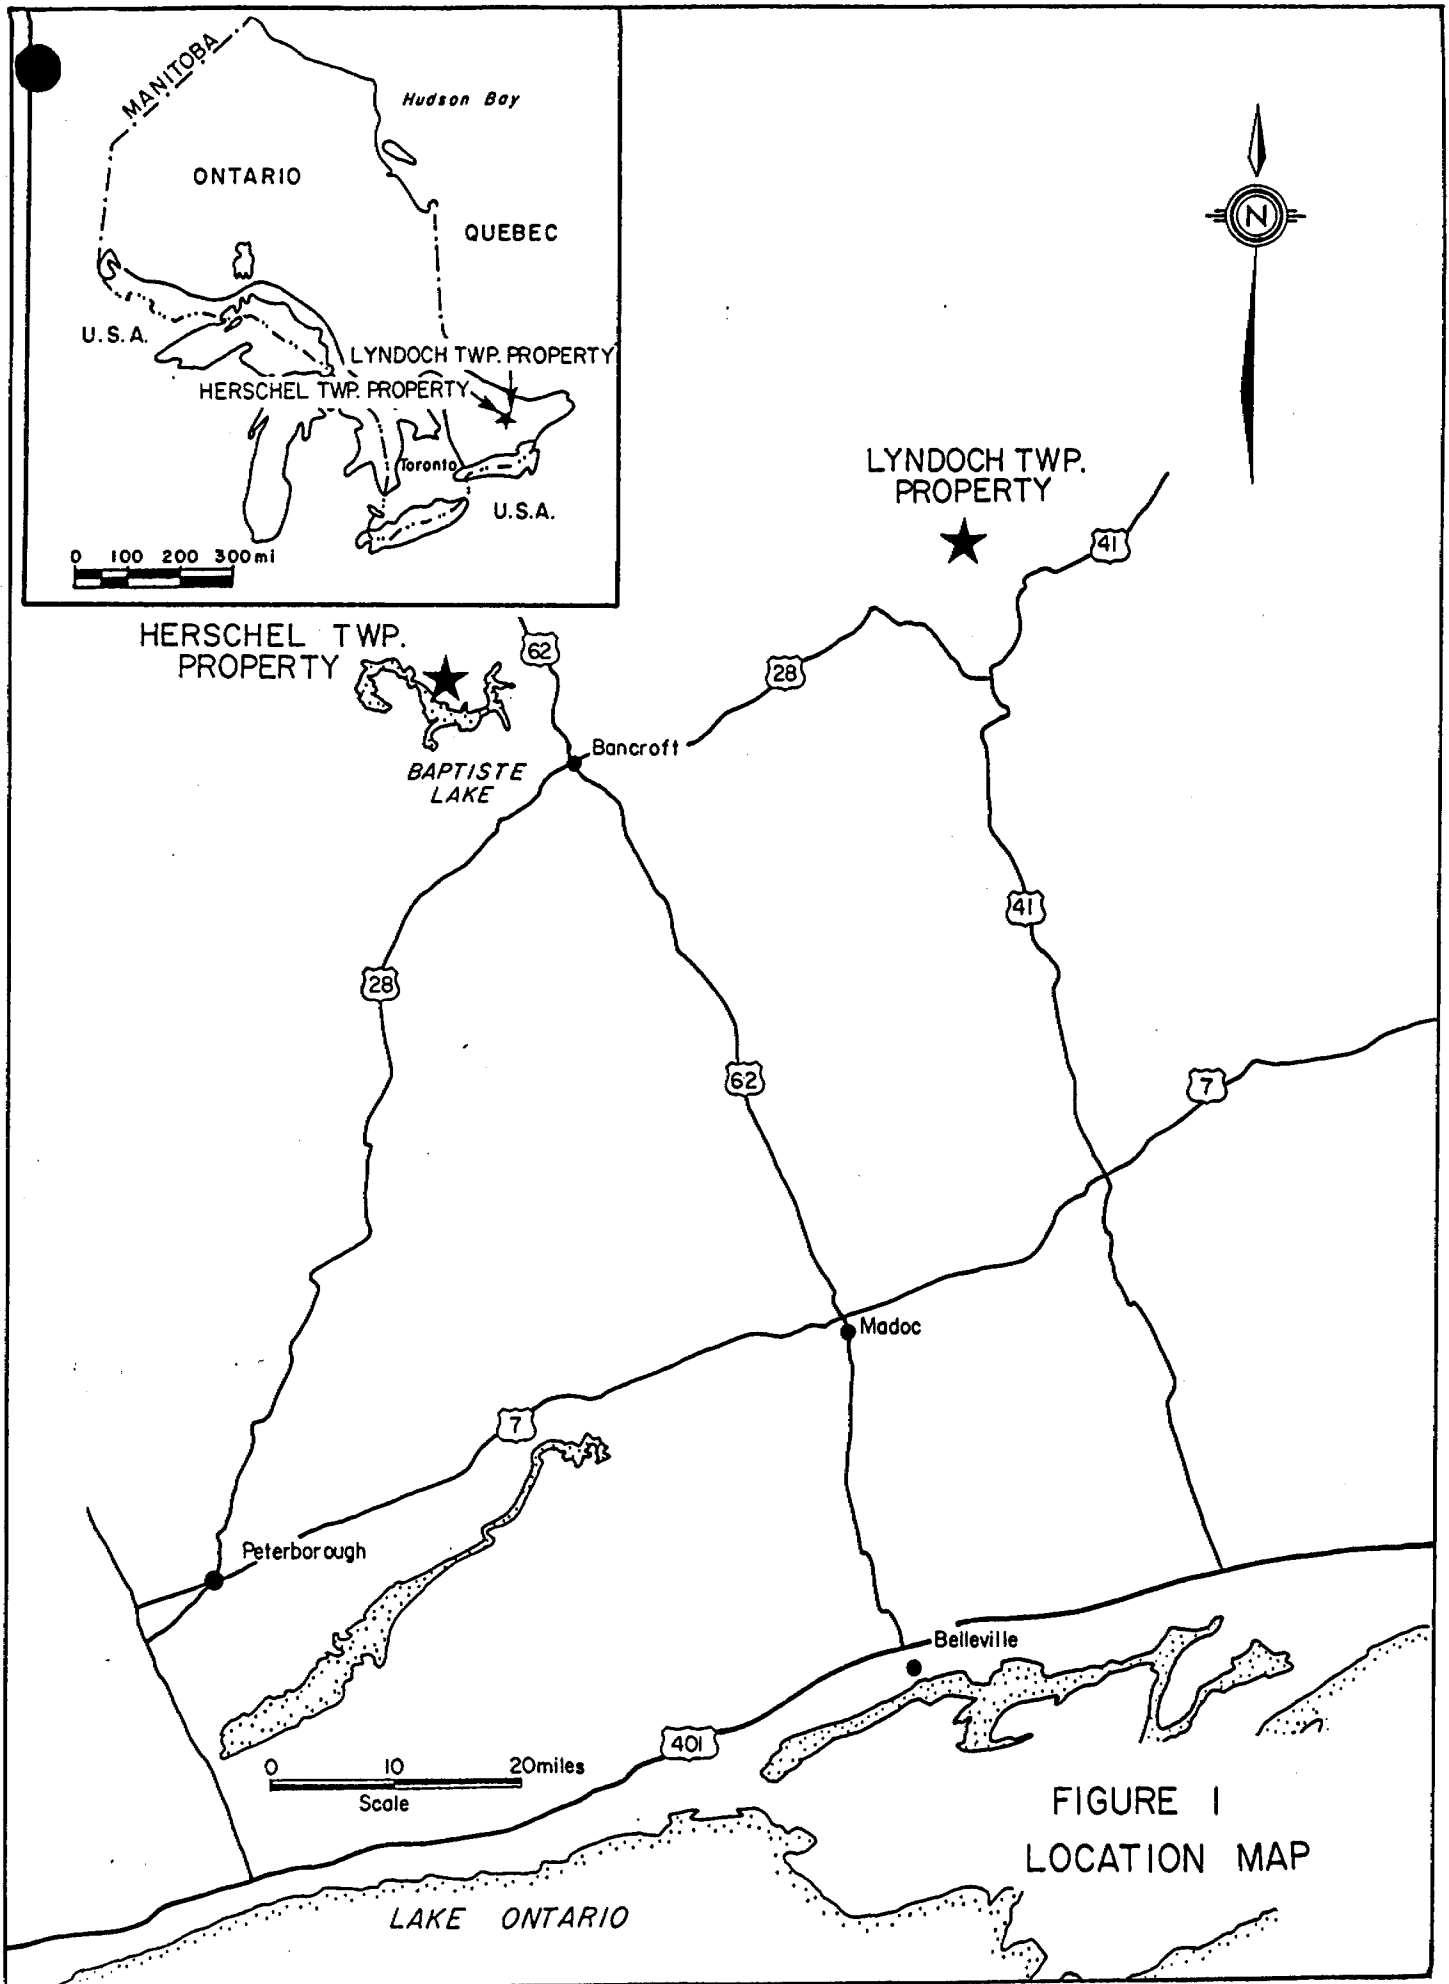 MANITOBA
Hudson Bay
ONTARIO
QUEBEC
U.S.A.
LYNDOCH TWP. PROPERTY
HERSCHEL TWP. PROPERTY
Toronto
U.S.A.
0 100 200 300mi
N
LYNDOCH TWP.
PROPERTY
41
HERSCHEL TWP.
PROPERTY
62
28
Bancroft
BAPTISTE
LAKE
41
28
62
7
Madoc
7
Peterborough
Belleville
401
0 10 20miles
Scale
FIGURE 1
LOCATION MAP
LAKE ONTARIO